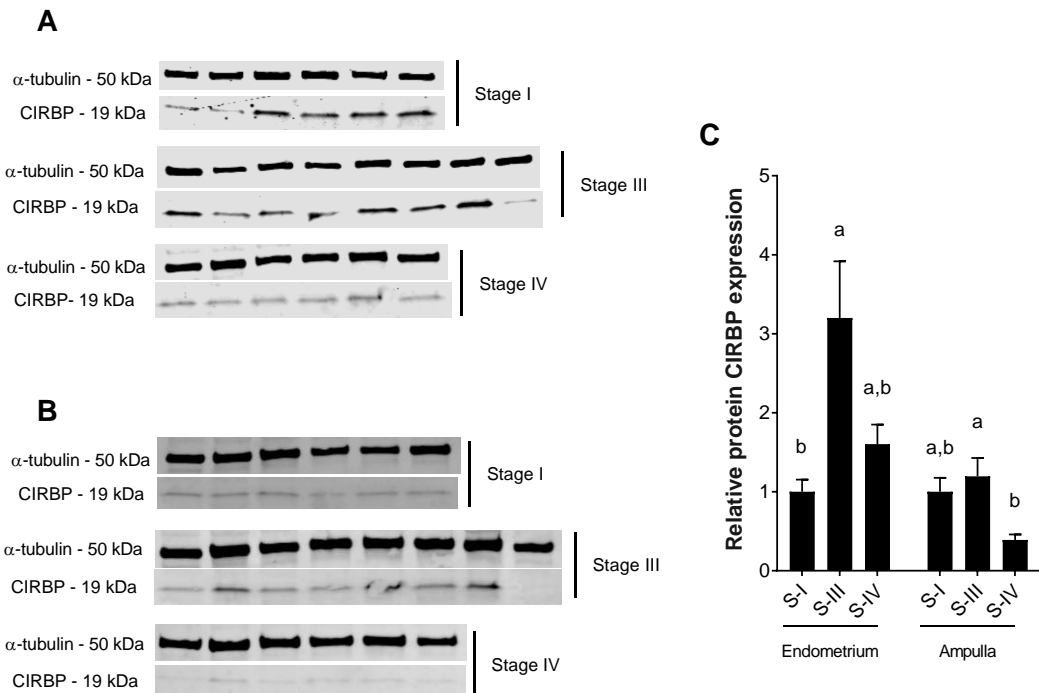 A
α-tubulin - 50 kDa
CIRBP - 19 kDa
Stage I
α-tubulin - 50 kDa
CIRBP - 19 kDa
Stage III
α-tubulin - 50 kDa
CIRBP- 19 kDa
Stage IV
B
α-tubulin - 50 kDa
CIRBP - 19 kDa
Stage I
α-tubulin - 50 kDa
CIRBP - 19 kDa
Stage III
α-tubulin - 50 kDa
CIRBP - 19 kDa
Stage IV
C
Relative protein CIRBP expression
5
4
3
2
1
0
b
a
a,b
a,b
a
b
S-I
S-III
S-IV
S-I
S-III
S-IV
Endometrium
Ampulla